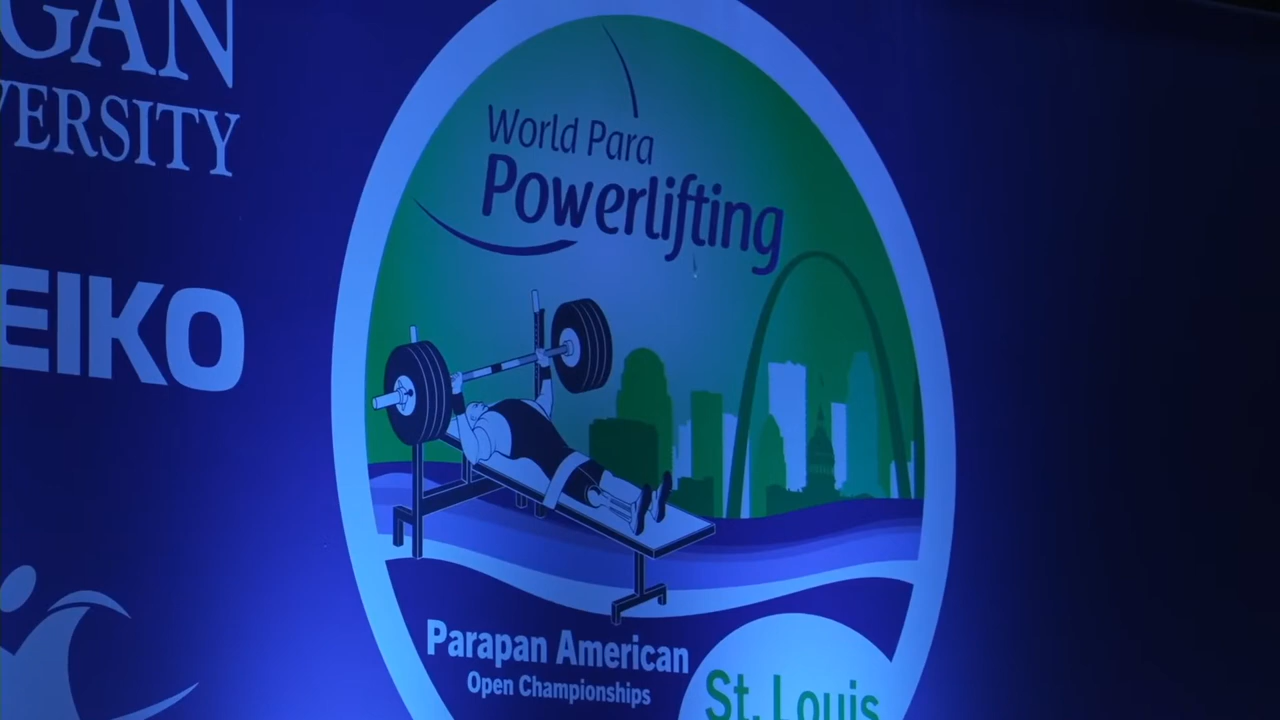 GAN
VERSITY
EIKO
World Para
Powerlifting
Parapan American
Open Championships
St. Louis